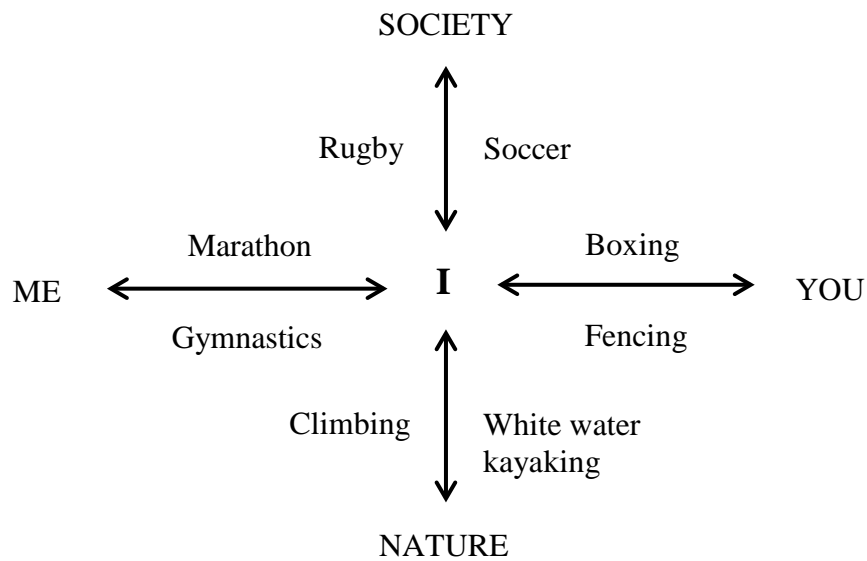 SOCIETY
Rugby
Soccer
Marathon
Boxing
ME
I
YOU
Gymnastics
Fencing
Climbing
White water
kayaking
NATURE